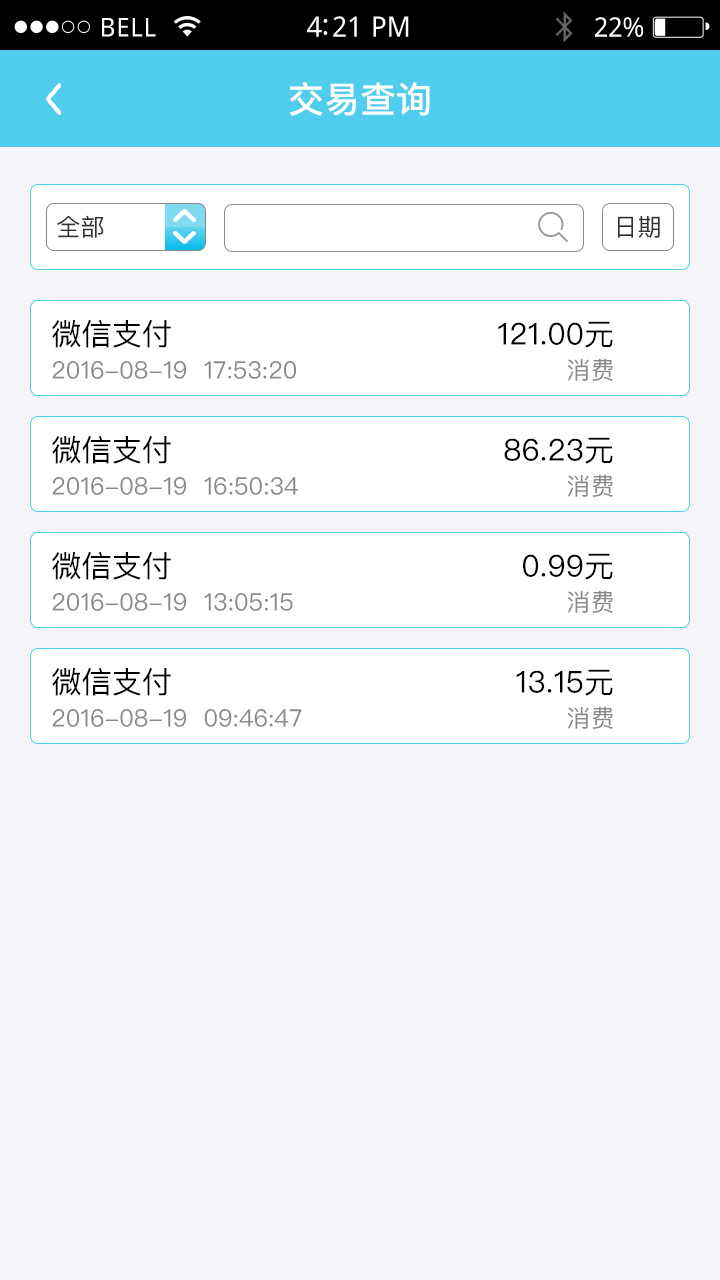 BELL 4:21 PM 22%
交易查询
全部 日期
微信支付 121.00元
2016-08-19 17:53:20 消费
微信支付 86.23元
2016-08-19 16:50:34 消费
微信支付 0.99元
2016-08-19 13:05:15 消费
微信支付 13.15元
2016-08-19 09:46:47 消费